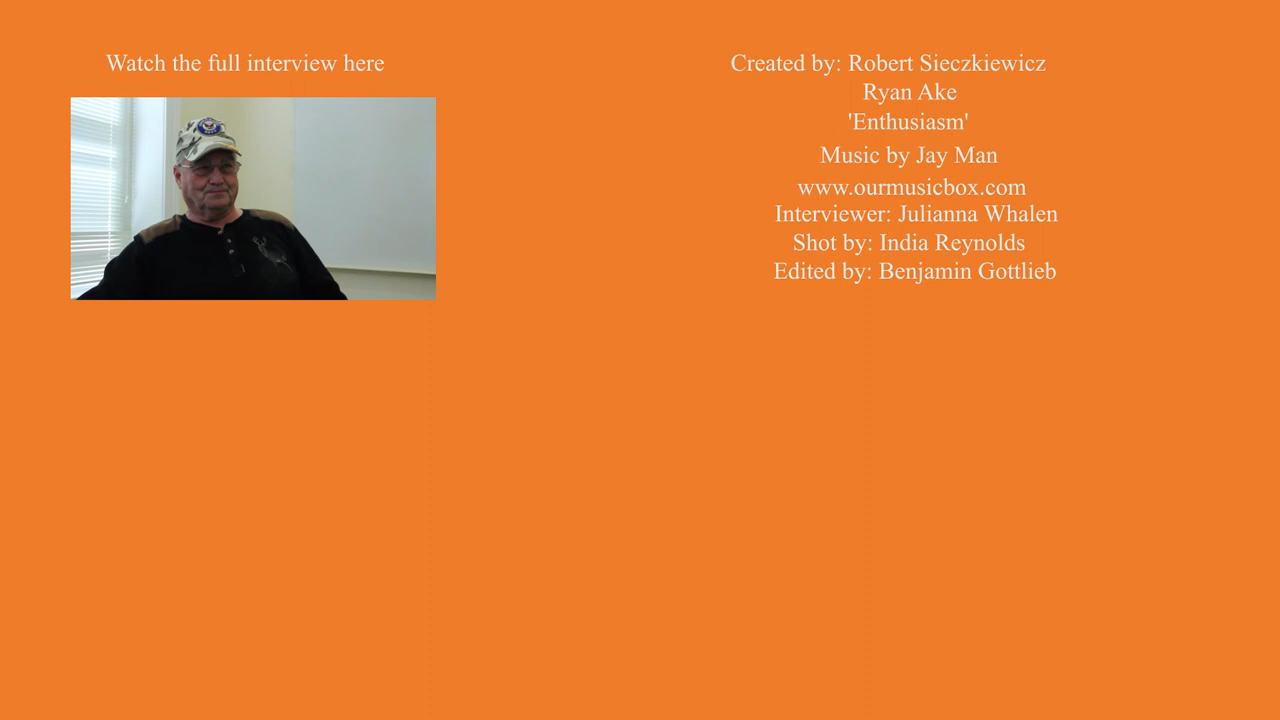 Watch the full interview here
Created by: Robert Sieczkiewicz
Ryan Ake
'Enthusiasm'
Music by Jay Man
www.ourmusicbox.com
Interviewer: Julianna Whalen
Shot by: India Reynolds
Edited by: Benjamin Gottlieb